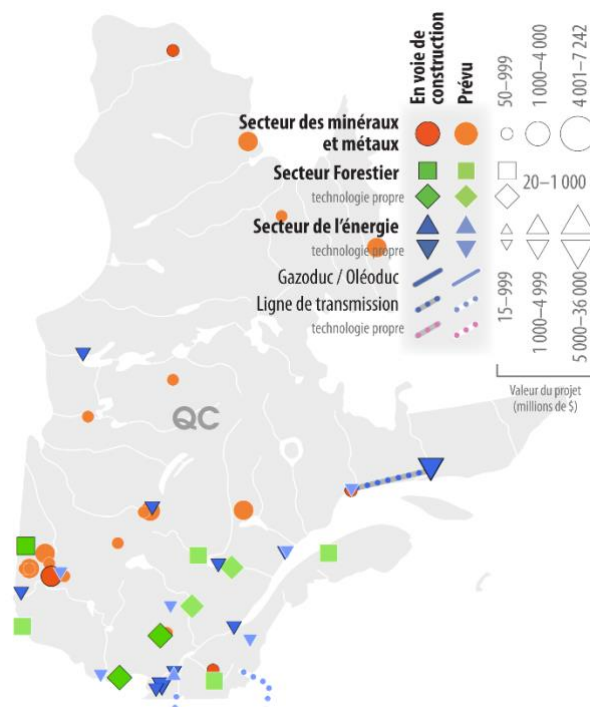 En voie de
construction
Prévu
50–999
1 000–4 000
4 001–7 242
Secteur des minéraux
et métaux
Secteur Forestier
technologie propre
20–1 000
Secteur de l’énergie
technologie propre
Gazoduc / Oléoduc
Ligne de transmission
technologie propre
15–999
1 000–4 999
5 000–36 000
Valeur du projet
(millions de $)
QC